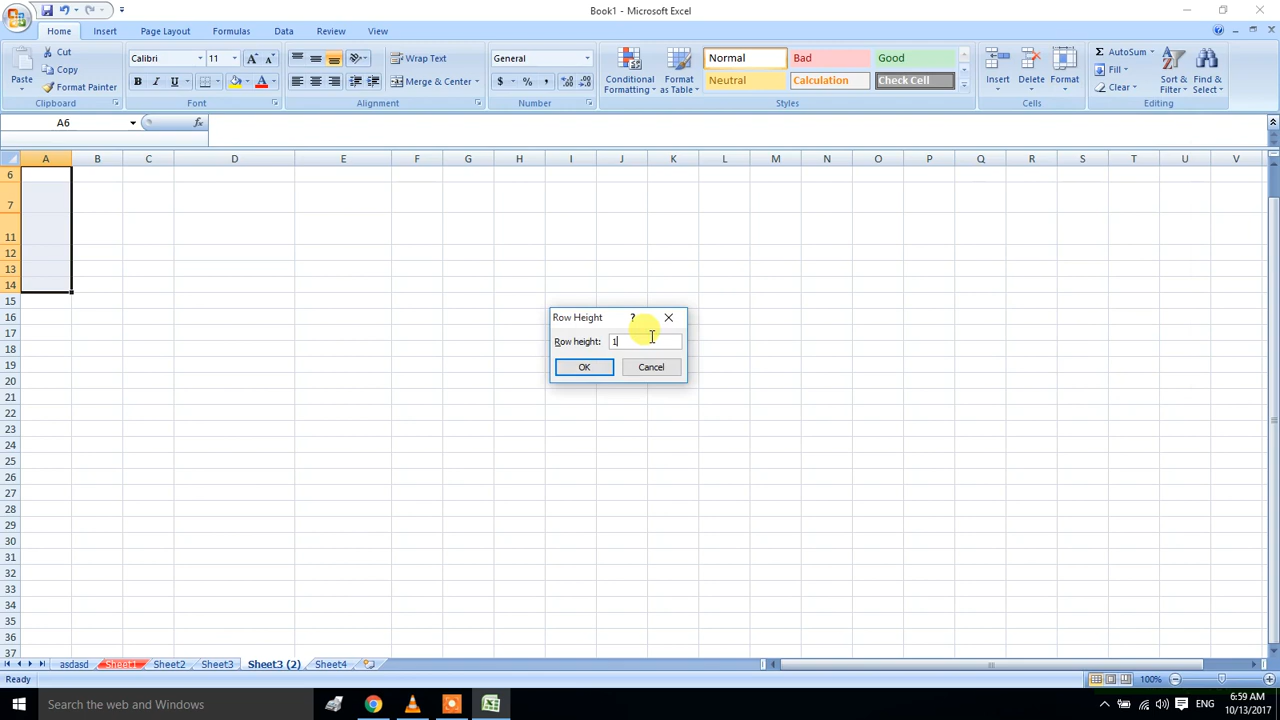 Book1 - Microsoft Excel
Home Insert Page Layout Formulas Data Review View
Paste
Cut
Copy
Format Painter
Clipboard
Calibri 11
B I U
Font
Wrap Text
Merge & Center
Alignment
General
$ % ,
Number
Conditional Formatting
Format as Table
Normal Bad Good
Neutral Calculation Check Cell
Styles
Insert Delete Format
Cells
AutoSum
Fill
Clear
Sort & Filter
Find & Select
Editing
A6
A B C D E F G H I J K L M N O P Q R S T U V
6
7
11
12
13
14
15
16
17
18
19
20
21
22
23
24
25
26
27
28
29
30
31
32
33
34
35
36
37
Row Height ?
Row height: 1
OK Cancel
asdasd Sheet1 Sheet2 Sheet3 Sheet3 (2) Sheet4
Ready 100%
Search the web and Windows
ENG
6:59 AM
10/13/2017